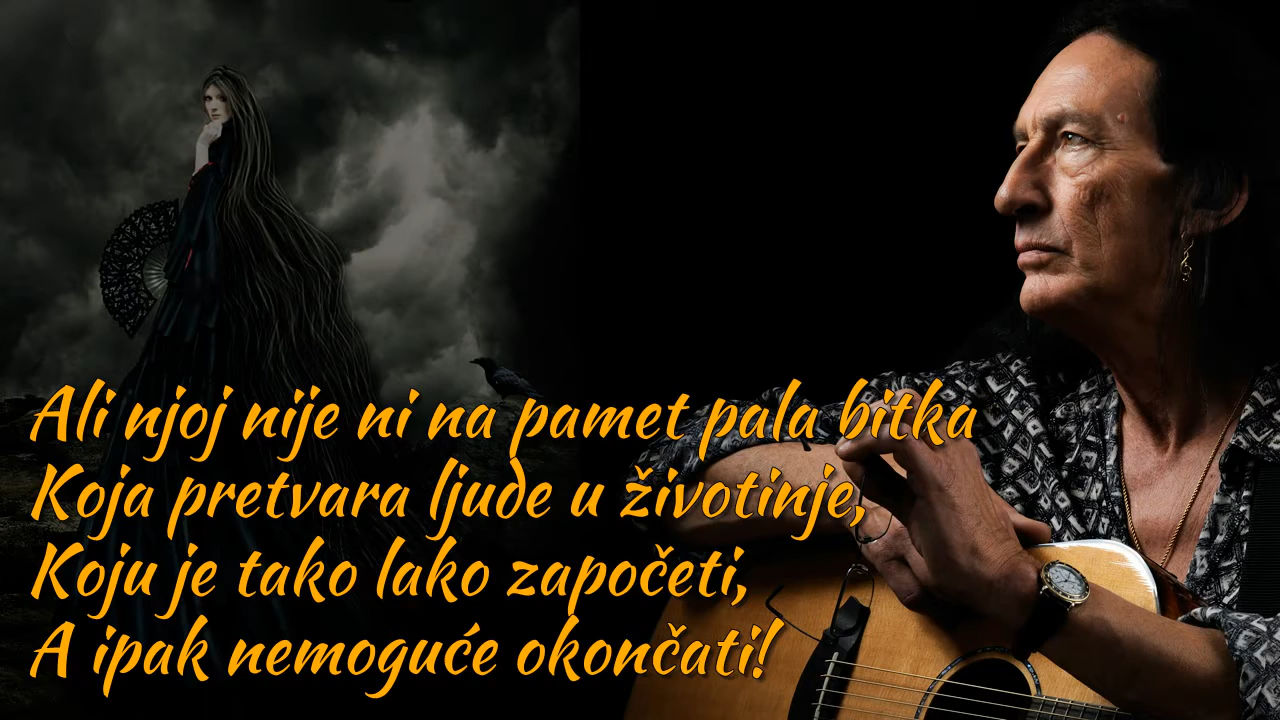 Ali njoj nije ni na pamet pala bitka
Koja pretvara ljude u životinje,
Koju je tako lako započeti,
A ipak nemoguće okončati!